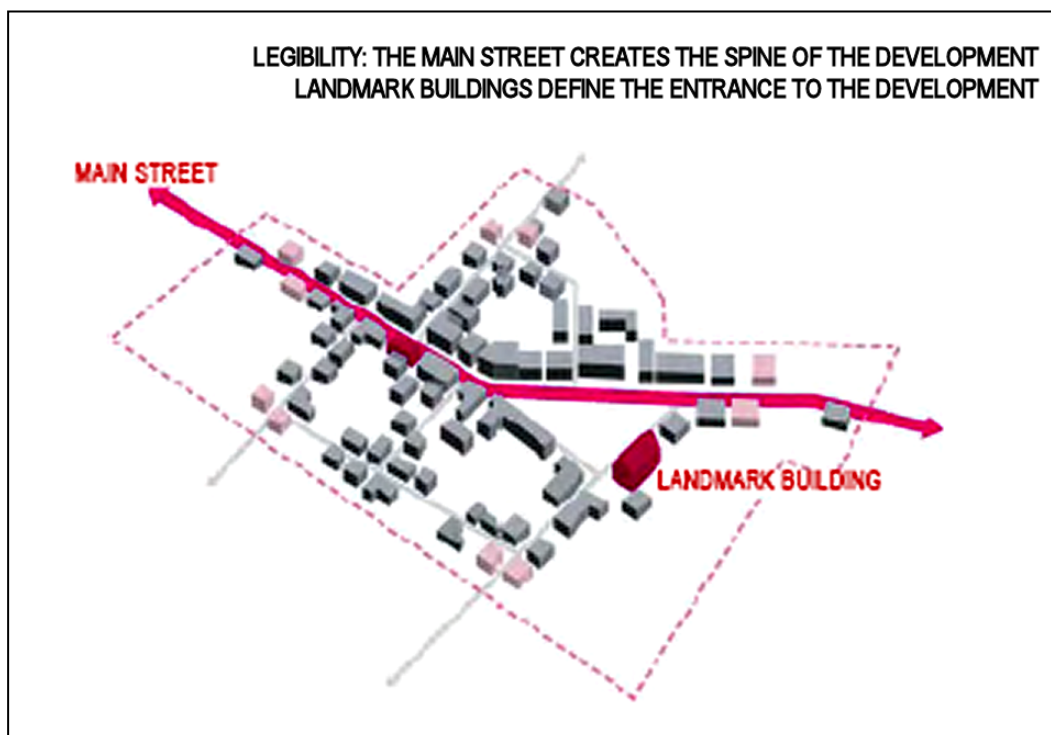 LEGIBILITY: THE MAIN STREET CREATES THE SPINE OF THE DEVELOPMENT
LANDMARK BUILDINGS DEFINE THE ENTRANCE TO THE DEVELOPMENT
MAIN STREET
LANDMARK BUILDING